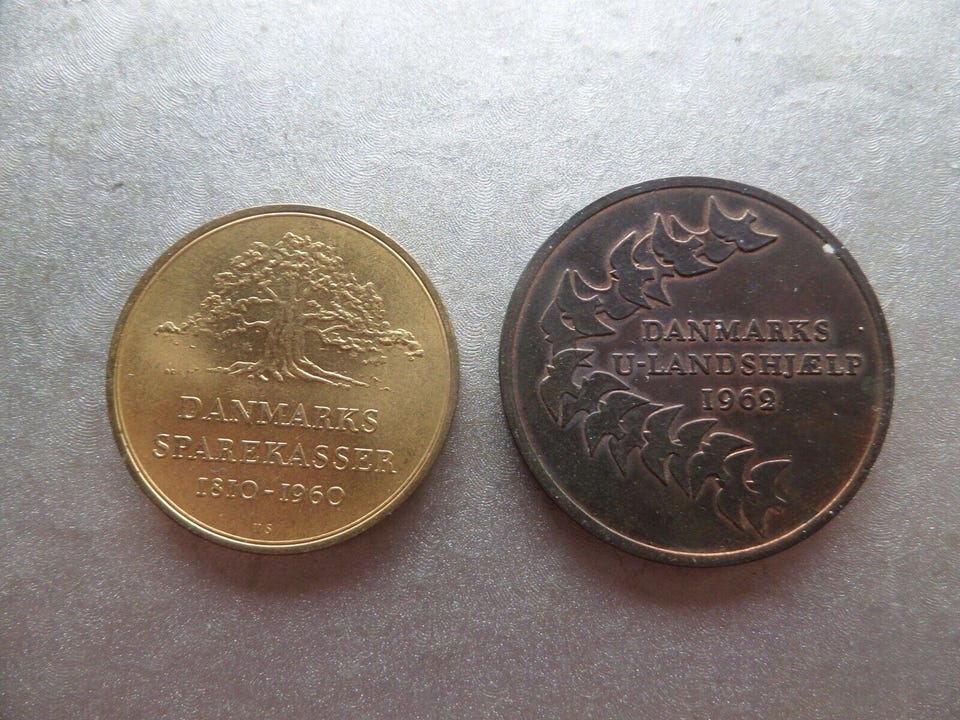 DANMARKS
SPAREKASSER
1810-1960
DANMARKS
U-LANDSHJÆLP
1962